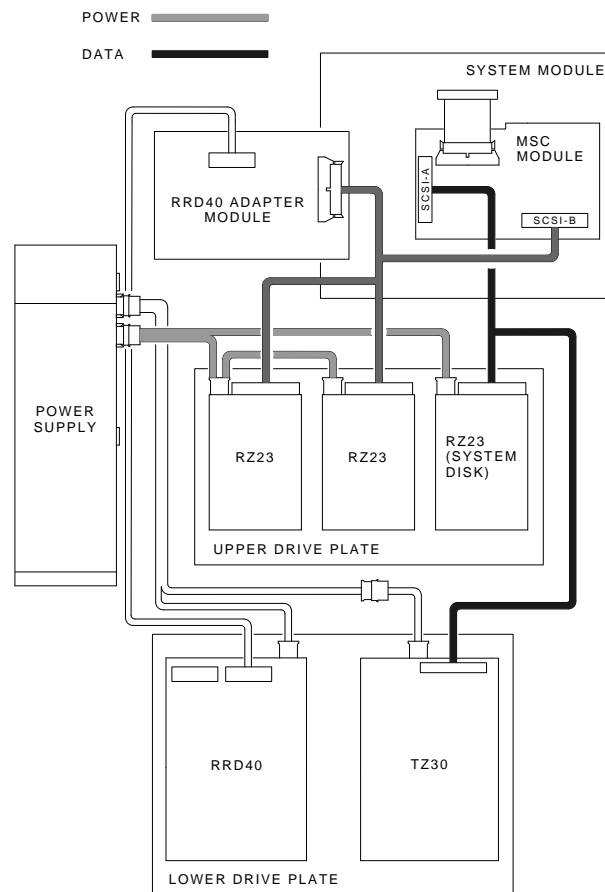 POWER
DATA
SYSTEM MODULE
MSC
MODULE
SCSI-A
SCSI-B
RRD40 ADAPTER
MODULE
POWER
SUPPLY
RZ23
RZ23
RZ23
(SYSTEM
DISK)
UPPER DRIVE PLATE
RRD40
TZ30
LOWER DRIVE PLATE